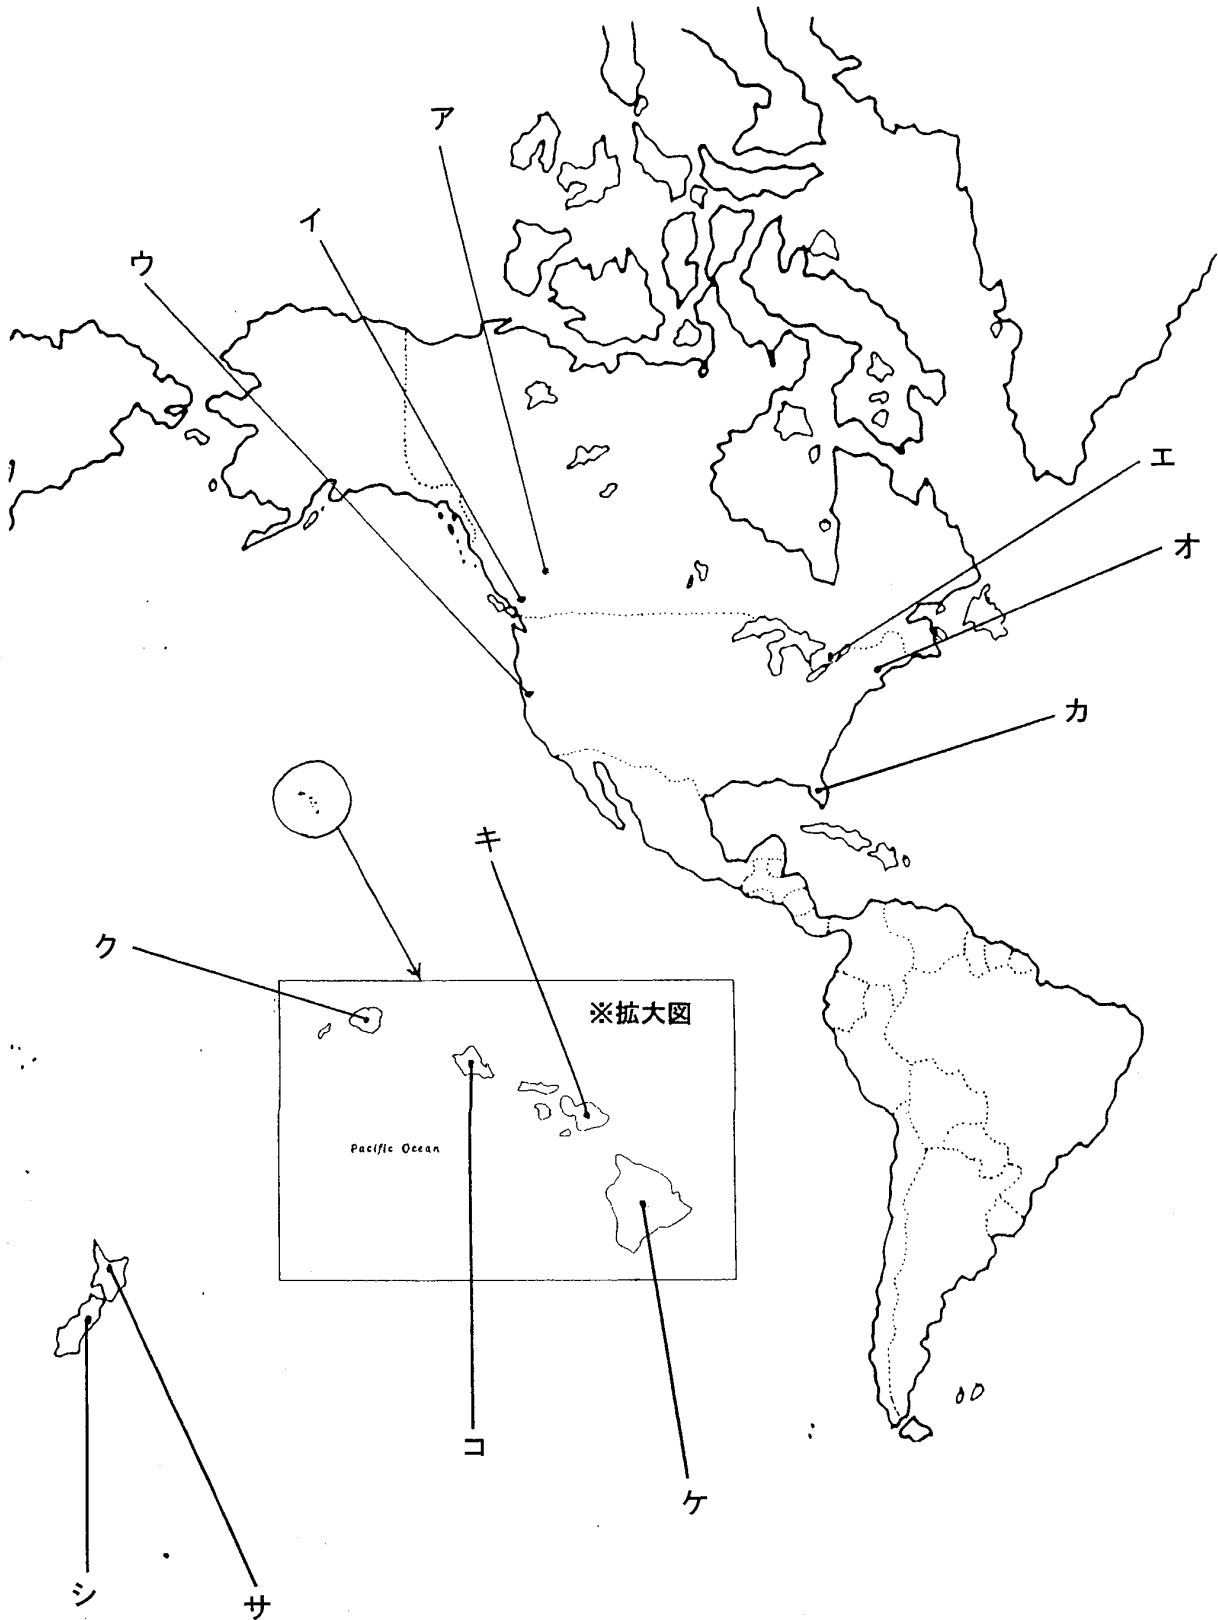 ア
イ
ウ
エ
オ
カ
キ
ク
※拡大図
Pacific Ocean
コ
ケ
シ
サ